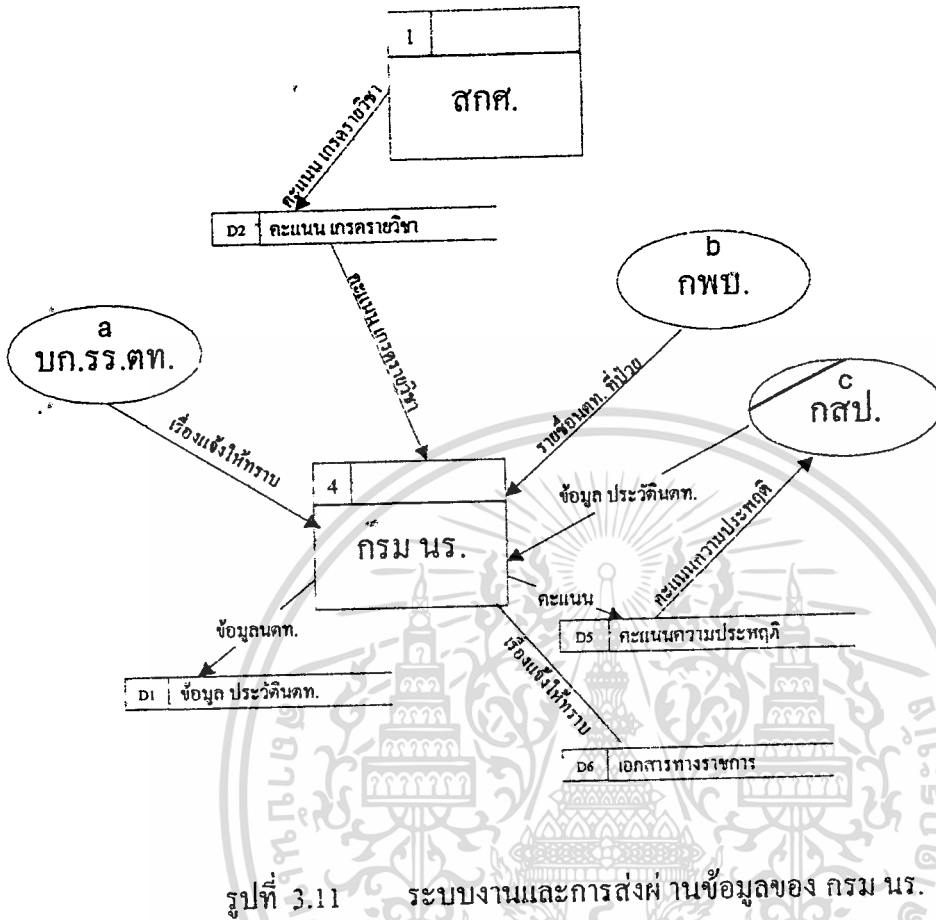 1
สกศ.
คะแนน เกรดรายวิชา
D2 คะแนน เกรดรายวิชา
b
กพป.
a
บก.รร.ตท.
คะแนน เกรดรายวิชา
c
กสป.
รายชื่อนตท. ที่ป่วย
เรื่องแจ้งให้ทราบ
4
ข้อมูล ประวัตินตท.
กรม นร.
คะแนนความประพฤติ
คะแนน
ข้อมูลนตท.
D5 คะแนนความประพฤติ
เรื่องแจ้งให้ทราบ
D1 ข้อมูล ประวัตินตท.
D6 เอกสารทางราชการ
รูปที่ 3.11 ระบบงานและการส่งผ่านข้อมูลของ กรม นร.